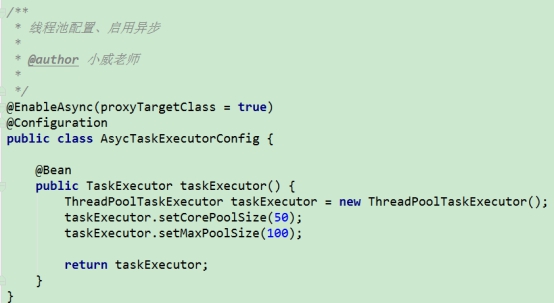 /**
 * 线程池配置、启用异步
 *
 * @author 小威老师
 *
 */
@EnableAsync(proxyTargetClass = true)
@Configuration
public class AsycTaskExecutorConfig {

    @Bean
    public TaskExecutor taskExecutor() {
        ThreadPoolTaskExecutor taskExecutor = new ThreadPoolTaskExecutor();
        taskExecutor.setCorePoolSize(50);
        taskExecutor.setMaxPoolSize(100);

        return taskExecutor;
    }
}